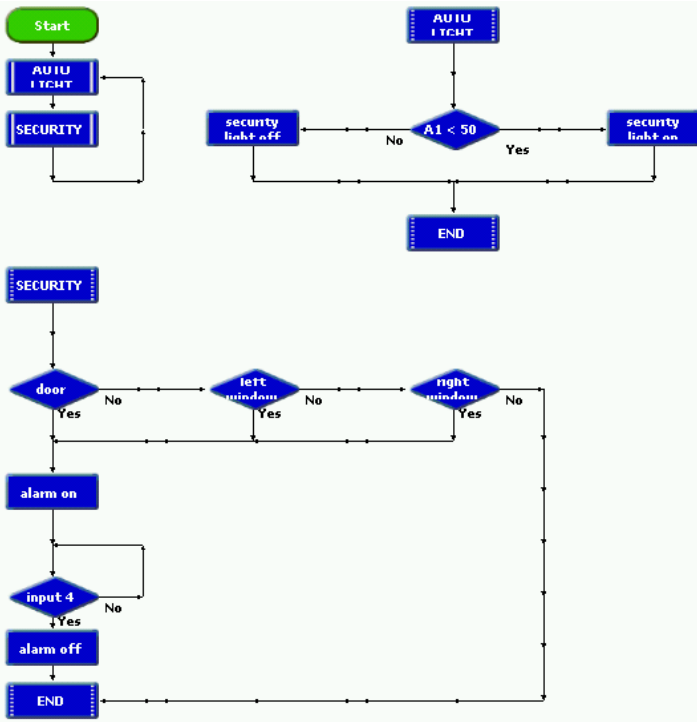 Start
AUTO
LIGHT
SECURITY
AUTO
LIGHT
security
light off
No
A1 < 50
Yes
security
light on
END
SECURITY
door
No
Yes
left
window
No
Yes
right
window
No
Yes
alarm on
input 4
No
Yes
alarm off
END